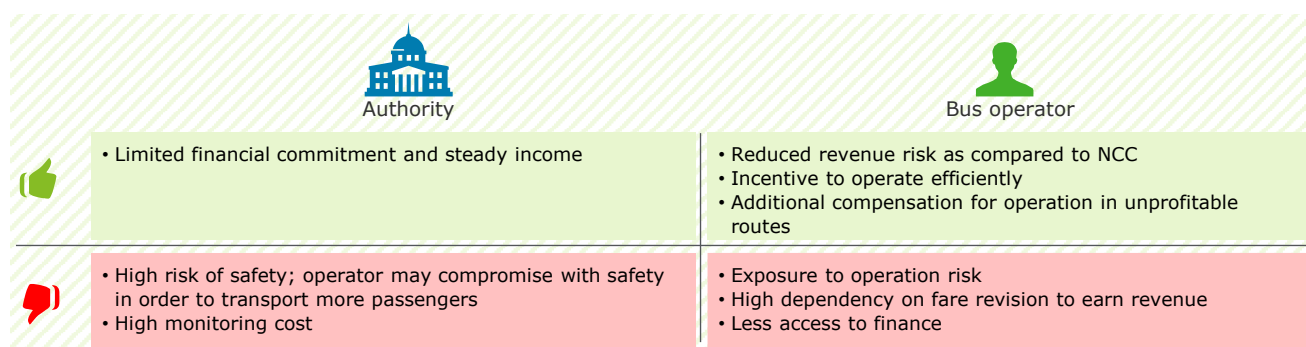 Authority
Bus operator
• Limited financial commitment and steady income
• Reduced revenue risk as compared to NCC
• Incentive to operate efficiently
• Additional compensation for operation in unprofitable
routes
• High risk of safety; operator may compromise with safety
in order to transport more passengers
• High monitoring cost
• Exposure to operation risk
• High dependency on fare revision to earn revenue
• Less access to finance